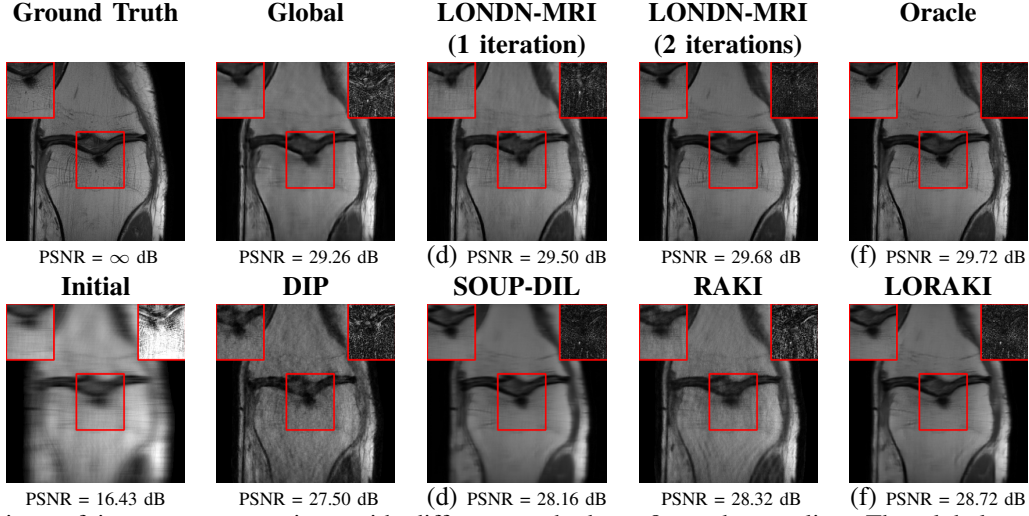 Ground Truth Global LONDN-MRI LONDN-MRI Oracle
(1 iteration) (2 iterations)
PSNR = ∞ dB PSNR = 29.26 dB (d) PSNR = 29.50 dB PSNR = 29.68 dB (f) PSNR = 29.72 dB
Initial DIP SOUP-DIL RAKI LORAKI
PSNR = 16.43 dB PSNR = 27.50 dB (d) PSNR = 28.16 dB PSNR = 28.32 dB (f) PSNR = 28.72 dB